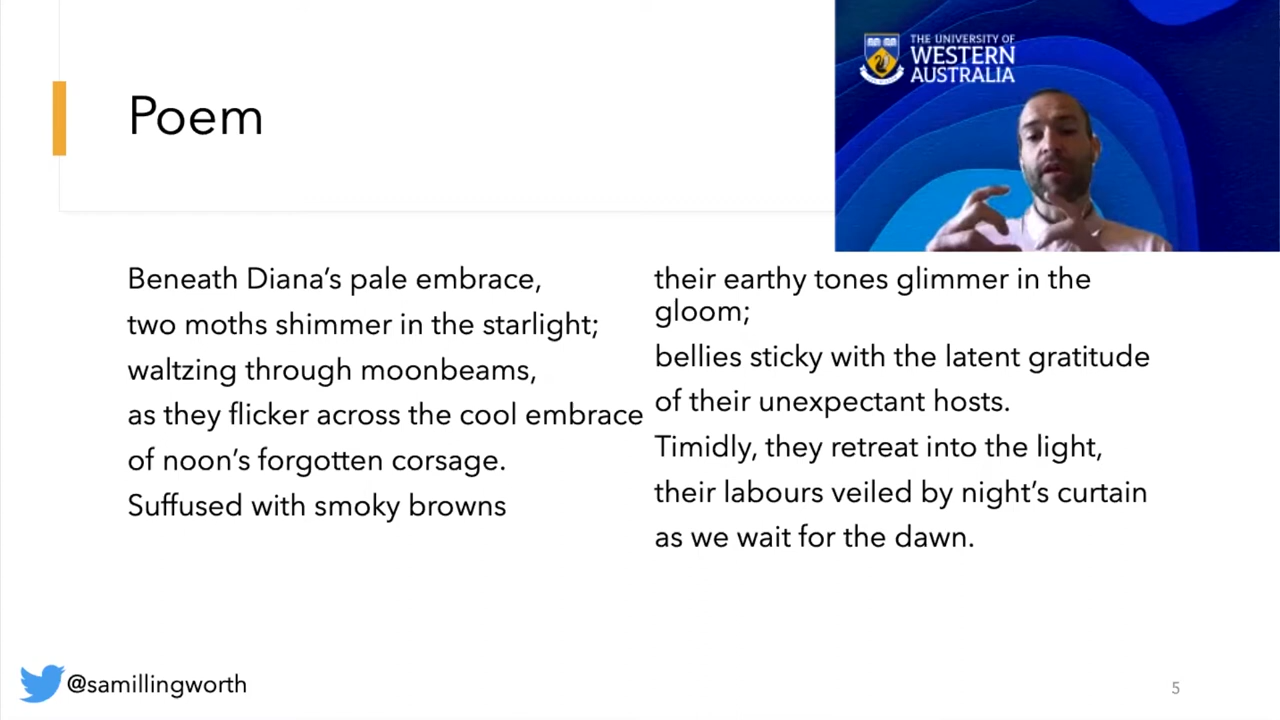 Poem
THE UNIVERSITY OF
WESTERN
AUSTRALIA
Beneath Diana’s pale embrace,
two moths shimmer in the starlight;
waltzing through moonbeams,
as they flicker across the cool embrace
of noon’s forgotten corsage.
Suffused with smoky browns
their earthy tones glimmer in the
gloom;
bellies sticky with the latent gratitude
of their unexpectant hosts.
Timidly, they retreat into the light,
their labours veiled by night’s curtain
as we wait for the dawn.
@samillingworth
5